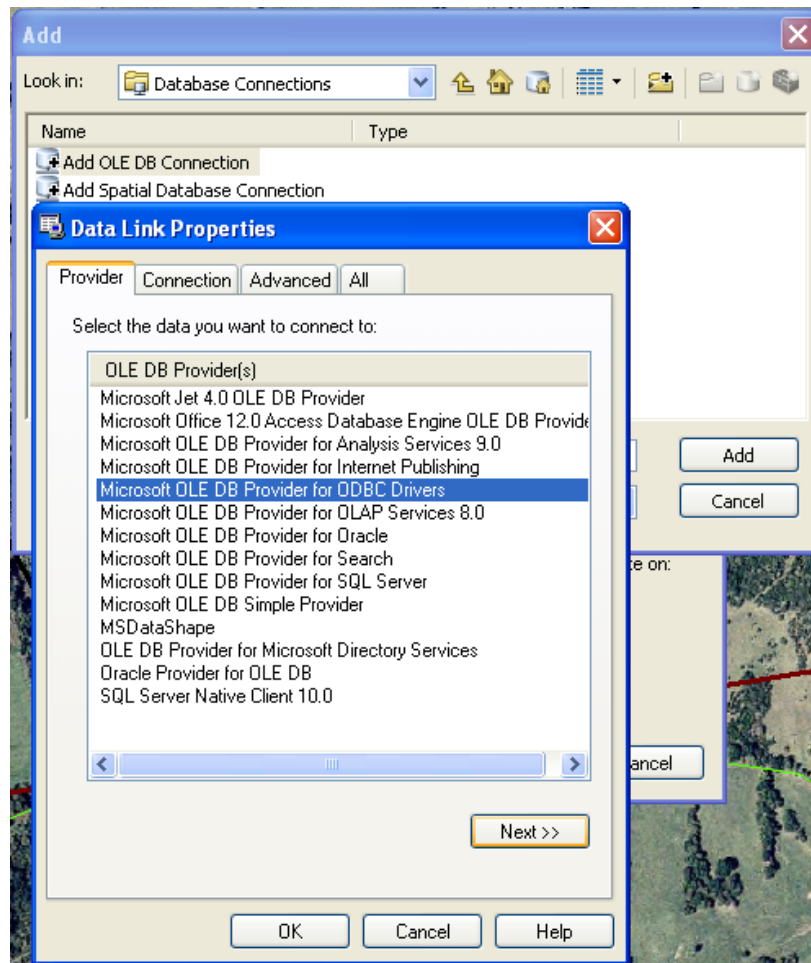 Add
Look in: Database Connections
Name Type
Add OLE DB Connection
Add Spatial Database Connection
Data Link Properties
Provider Connection Advanced All
Select the data you want to connect to:
OLE DB Provider(s)
Microsoft Jet 4.0 OLE DB Provider
Microsoft Office 12.0 Access Database Engine OLE DB Provide
Microsoft OLE DB Provider for Analysis Services 9.0
Microsoft OLE DB Provider for Internet Publishing
Microsoft OLE DB Provider for ODBC Drivers
Microsoft OLE DB Provider for OLAP Services 8.0
Microsoft OLE DB Provider for Oracle
Microsoft OLE DB Provider for Search
Microsoft OLE DB Provider for SQL Server
Microsoft OLE DB Simple Provider
MSDataShape
OLE DB Provider for Microsoft Directory Services
Oracle Provider for OLE DB
SQL Server Native Client 10.0
Next >>
OK Cancel Help
Add
Cancel
te on:
ancel